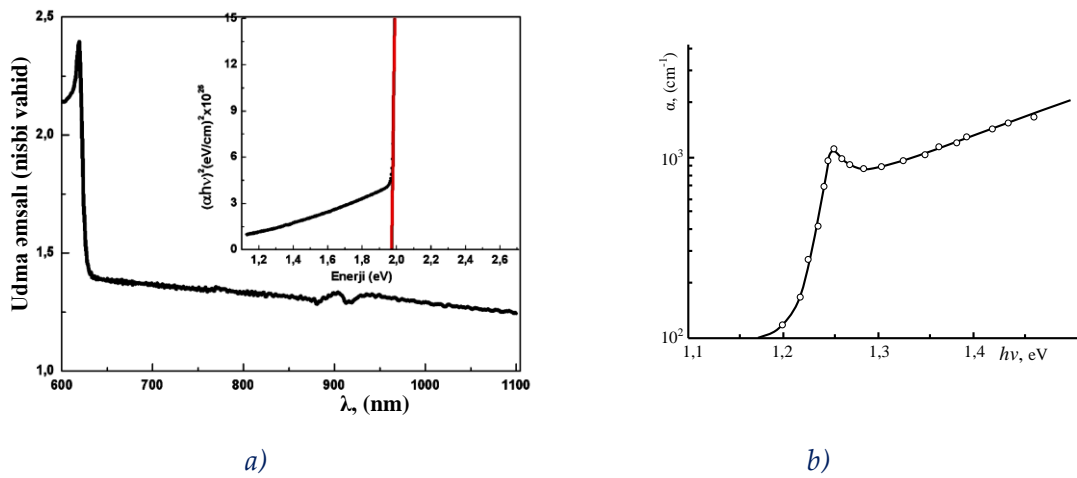 2,5
2,0
1,5
1,0
Udma əmsalı (nisbi vahid)
600 700 800 900 1000 1100
λ, (nm)
15
12
9
6
3
0
(αhν)²(eV/cm)²x10²⁶
1,2 1,4 1,6 1,8 2,0 2,2 2,4 2,6
Enerji (eV)
a)
α, (cm⁻¹)
10³
10²
1,1 1,2 1,3 1,4 hν, eV
b)